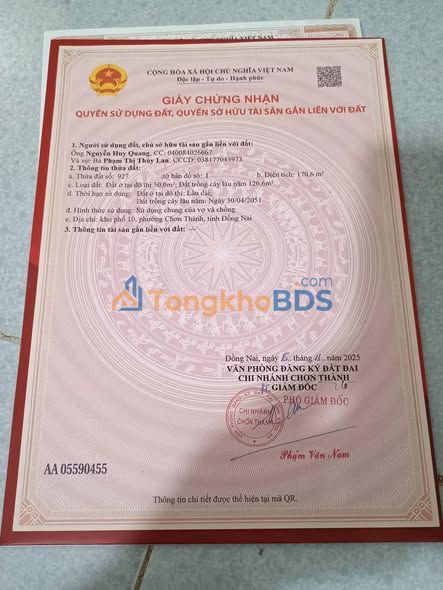 CỘNG HÒA XÃ HỘI CHỦ NGHĨA VIỆT NAM
Độc lập - Tự do - Hạnh phúc
GIẤY CHỨNG NHẬN
QUYỀN SỬ DỤNG ĐẤT, QUYỀN SỞ HỮU TÀI SẢN GẮN LIỀN VỚI ĐẤT
1. Người sử dụng đất, chủ sở hữu tài sản gắn liền với đất:
Ông Nguyễn Huy Quang, CC: 040084026667
Và vợ: Bà Phạm Thị Thùy Lan, CCCD: 038177043973
2. Thông tin thửa đất:
a. Thửa đất số: 927 tờ bản đồ số: 1 b. Diện tích: 170,6 m²
c. Loại đất: Đất ở tại đô thị 50,0m²; Đất trồng cây lâu năm 120,6m²
d. Thời hạn sử dụng: Đất ở tại đô thị: Lâu dài;
Đất trồng cây lâu năm: Ngày 30/04/2051
đ. Hình thức sử dụng: Sử dụng chung của vợ và chồng
e. Địa chỉ: khu phố 10, phường Chơn Thành, tỉnh Đồng Nai
3. Thông tin tài sản gắn liền với đất: -/-
TongkhoBDS.com
Đồng Nai, ngày 15 tháng 11 năm 2025
VĂN PHÒNG ĐĂNG KÝ ĐẤT ĐAI
CHI NHÁNH CHƠN THÀNH
GIÁM ĐỐC
PHÓ GIÁM ĐỐC
CHI NHÁNH
CHƠN THÀNH
Phạm Văn Nam
AA 05590455
Thông tin chi tiết được thể hiện tại mã QR.